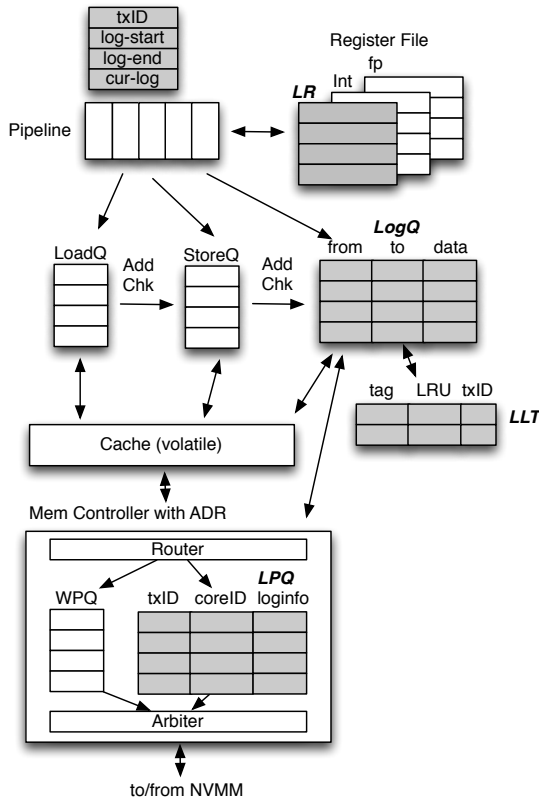 txID
log-start
log-end
cur-log
Register File
fp
Int
LR
Pipeline
LogQ
LoadQ
Add
Chk
StoreQ
Add
Chk
from to data
tag LRU txID
LLT
Cache (volatile)
Mem Controller with ADR
Router
LPQ
WPQ
txID coreID loginfo
Arbiter
to/from NVMM